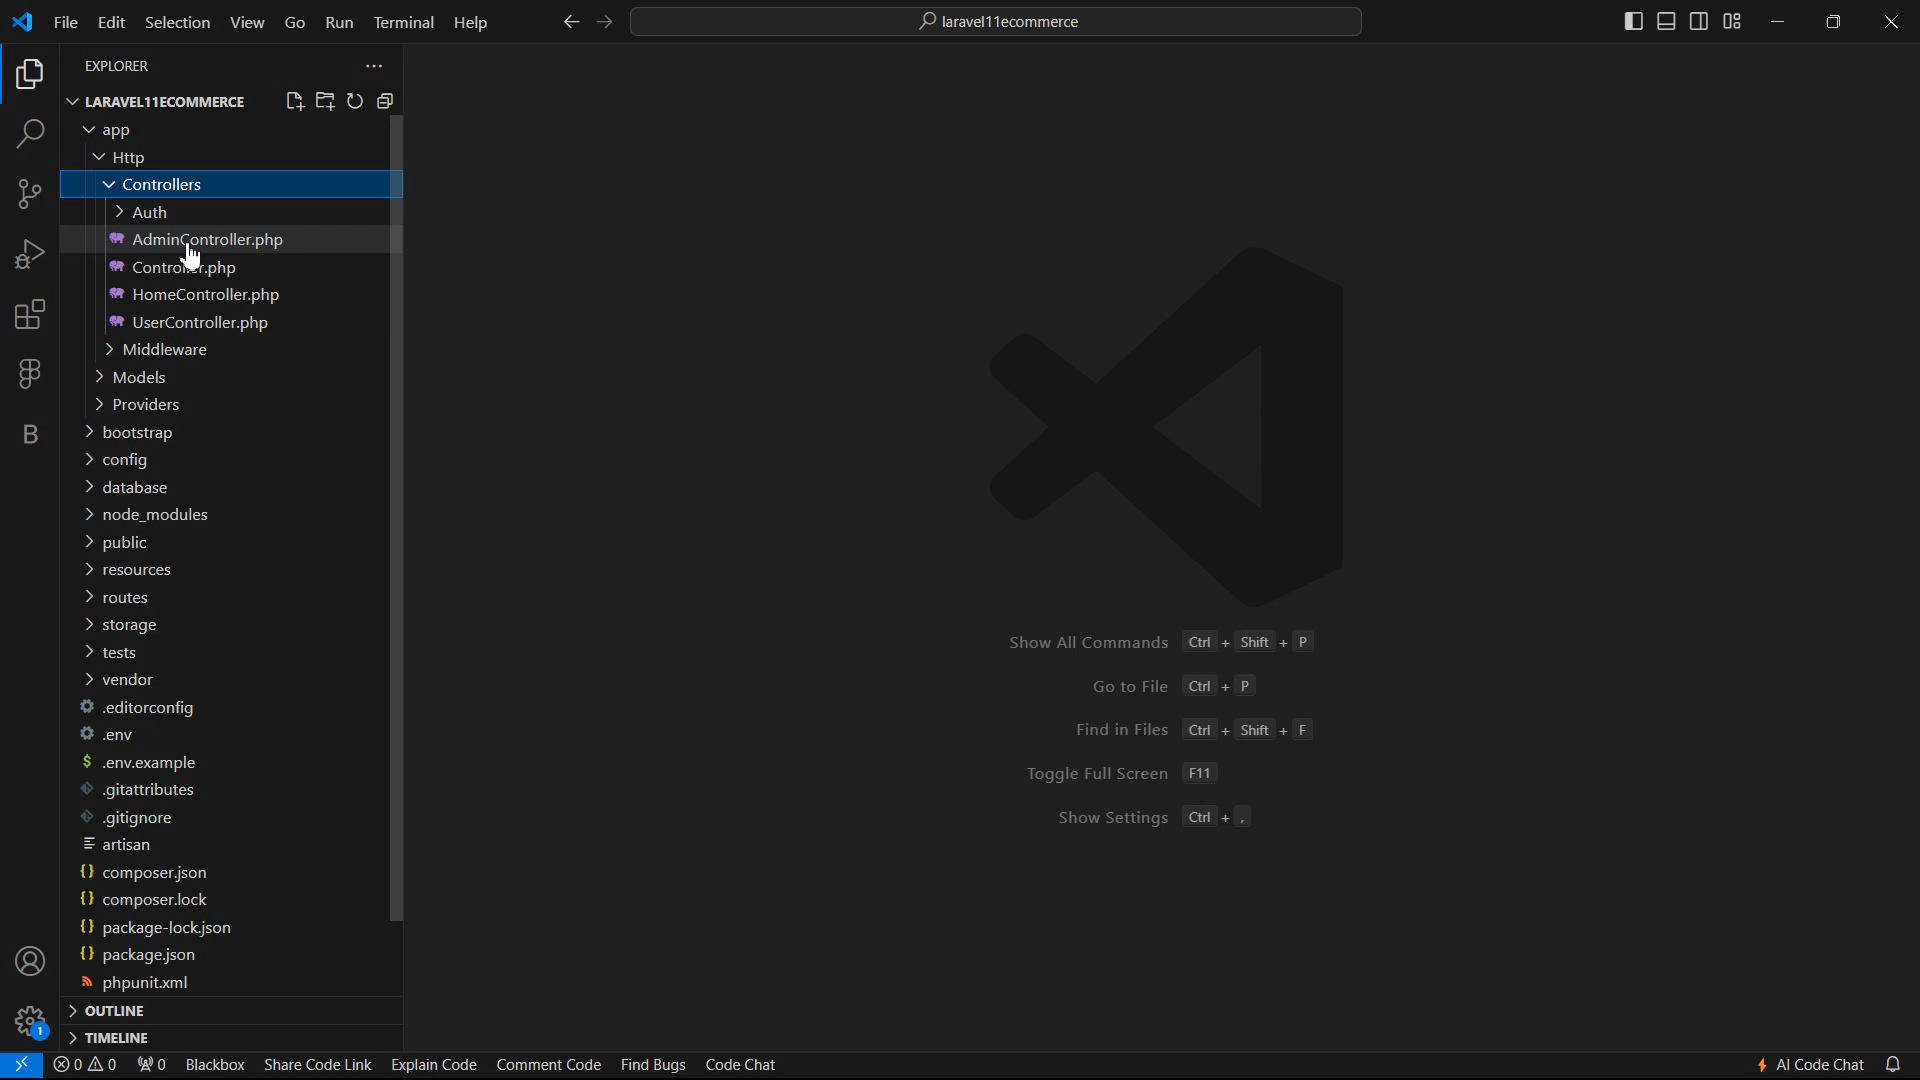 File Edit Selection View Go Run Terminal Help
laravel11ecommerce
EXPLORER
LARAVEL11ECOMMERCE
app
Http
Controllers
Auth
AdminController.php
Controller.php
HomeController.php
UserController.php
Middleware
Models
Providers
bootstrap
config
database
node_modules
public
resources
routes
storage
tests
vendor
.editorconfig
.env
$ .env.example
.gitattributes
.gitignore
artisan
{} composer.json
{} composer.lock
{} package-lock.json
{} package.json
phpunit.xml
OUTLINE
TIMELINE
B
1
Show All Commands Ctrl + Shift + P
Go to File Ctrl + P
Find in Files Ctrl + Shift + F
Toggle Full Screen F11
Show Settings Ctrl + ,
0 0 0 Blackbox Share Code Link Explain Code Comment Code Find Bugs Code Chat AI Code Chat